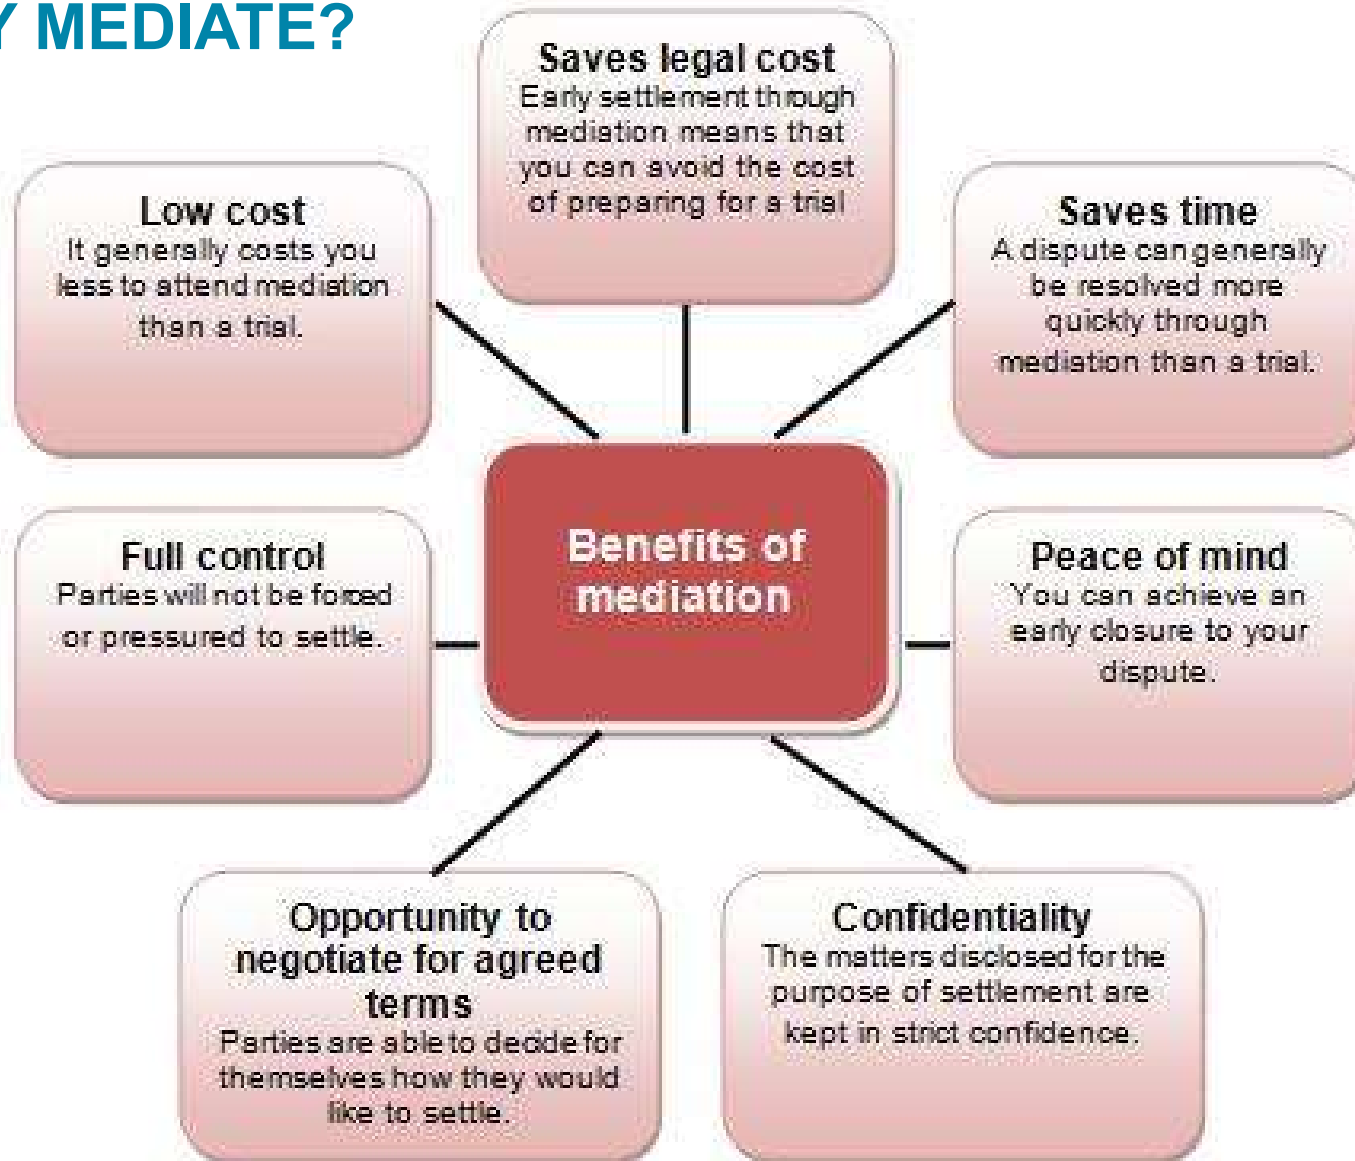 Y MEDIATE?
Saves legal cost
Early settlement through
mediation means that
you can avoid the cost
of preparing for a trial
Low cost
It generally costs you
less to attend mediation
than a trial.
Saves time
A dispute can generally
be resolved more
quickly through
mediation than a trial.
Benefits of
mediation
Full control
Parties will not be forced
or pressured to settle.
Peace of mind
You can achieve an
early closure to your
dispute.
Opportunity to
negotiate for agreed
terms
Parties are able to decide for
themselves how they would
like to settle.
Confidentiality
The matters disclosed for the
purpose of settlement are
kept in strict confidence.